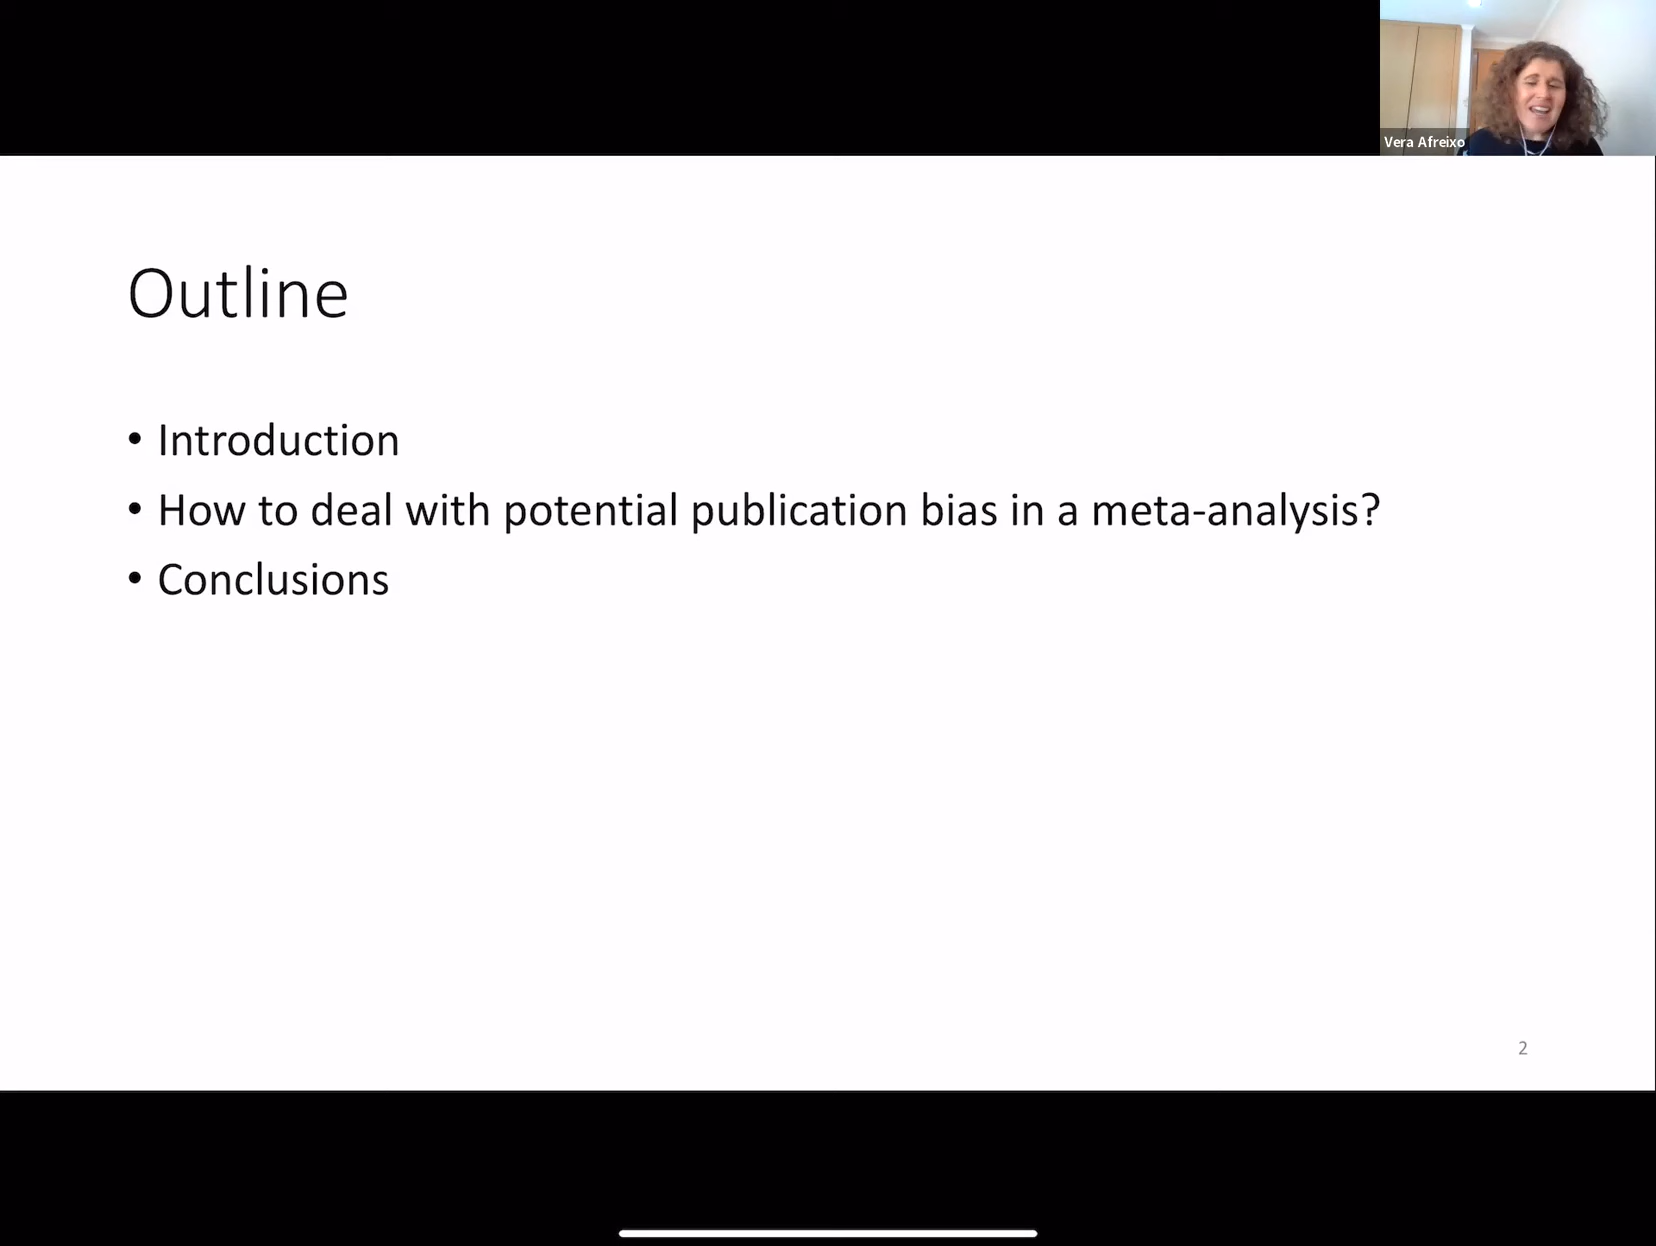 Vera Afreixo
Outline
• Introduction
• How to deal with potential publication bias in a meta-analysis?
• Conclusions
2